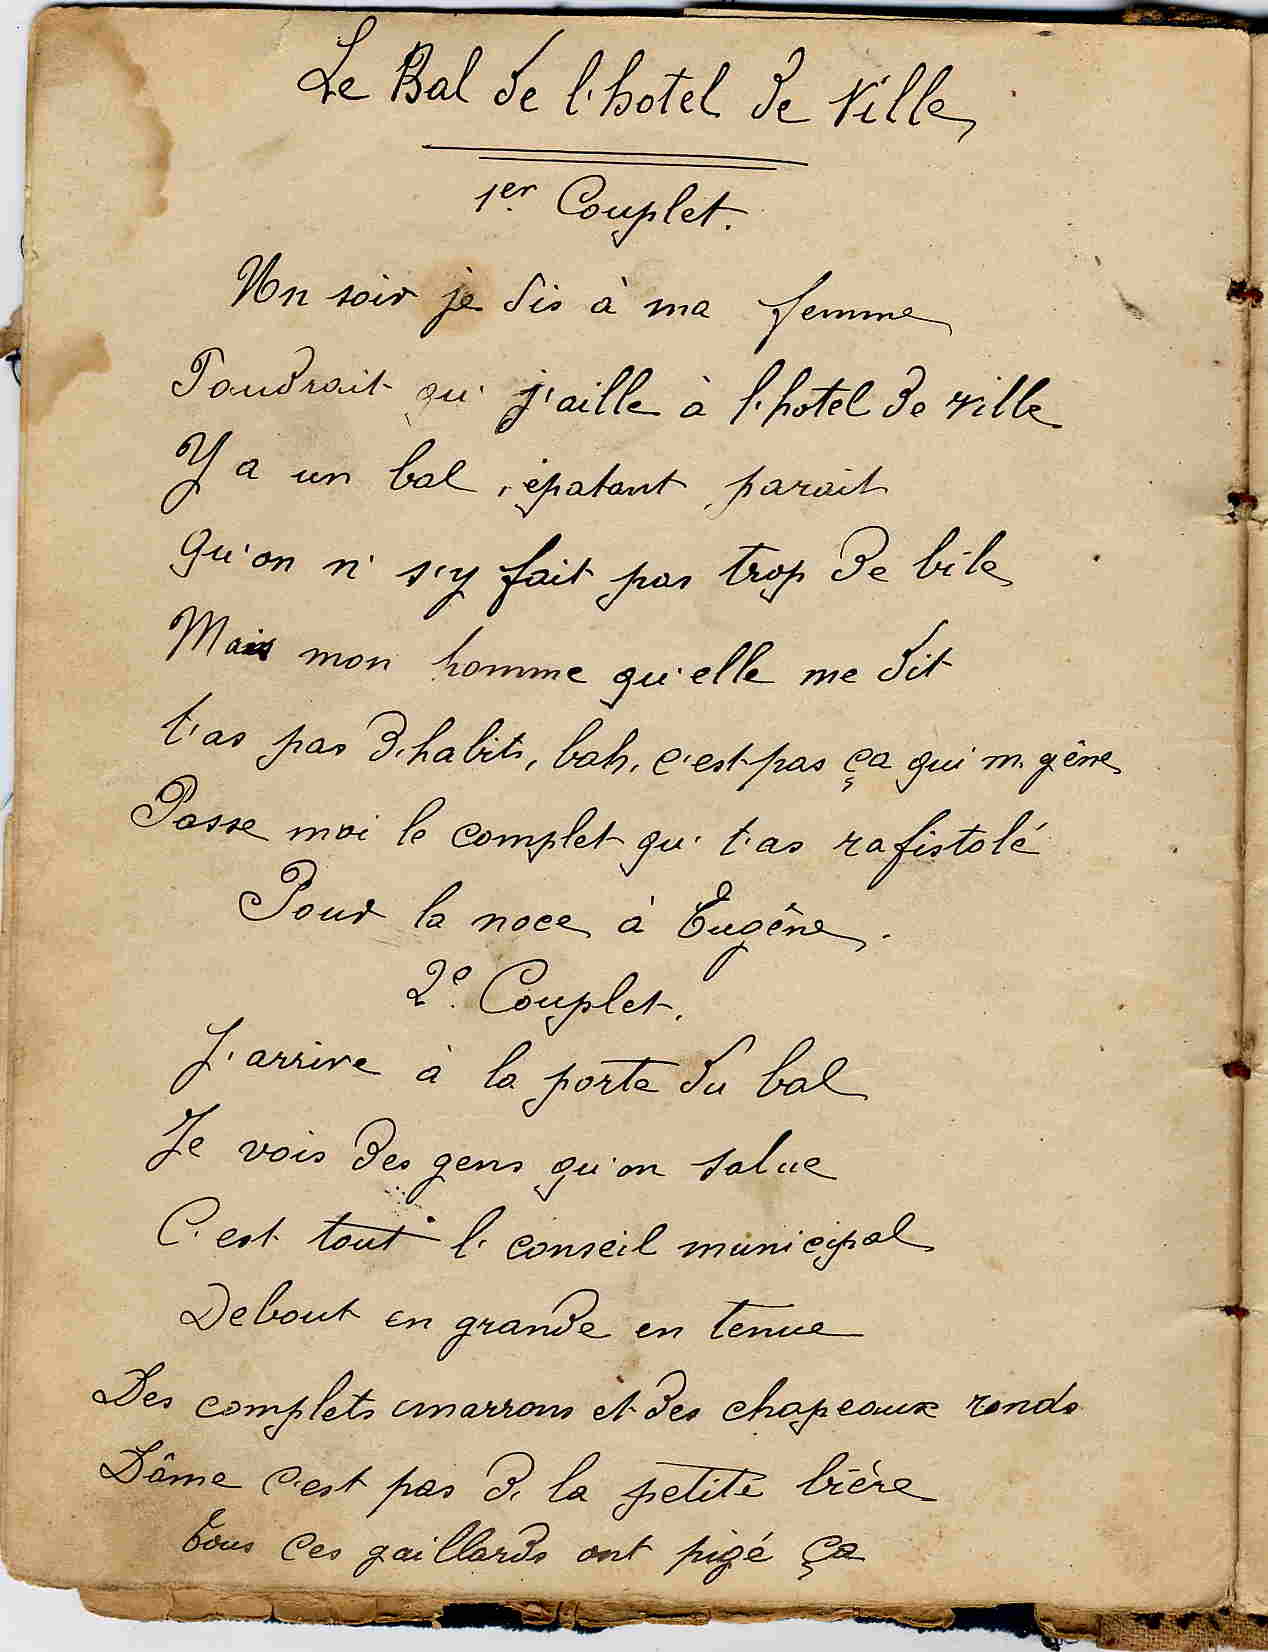 Le Bal de l'hotel de Ville
1er Couplet.
Un soir je dis à ma femme
Faudrait qu' j'aille à l'hotel de ville
Y a un bal, épatant parait
Qu'on n' s'y fait pas trop de bile
Mais mon homme qu'elle me dit
t'as pas d'habits, bah, c'est pas ça qui m' gêne
Passe moi le complet qu' t'as rafistolé
Pour la noce à Eugène.
2e Couplet.
J'arrive à la porte du bal
Je vois des gens qu'on salue
C'est tout l' conseil municipal
Debout en grande en tenue
Des complets marrons et des chapeaux ronds
Dâme c'est pas d' la petite bière
Tous ces gaillards ont pigé ça